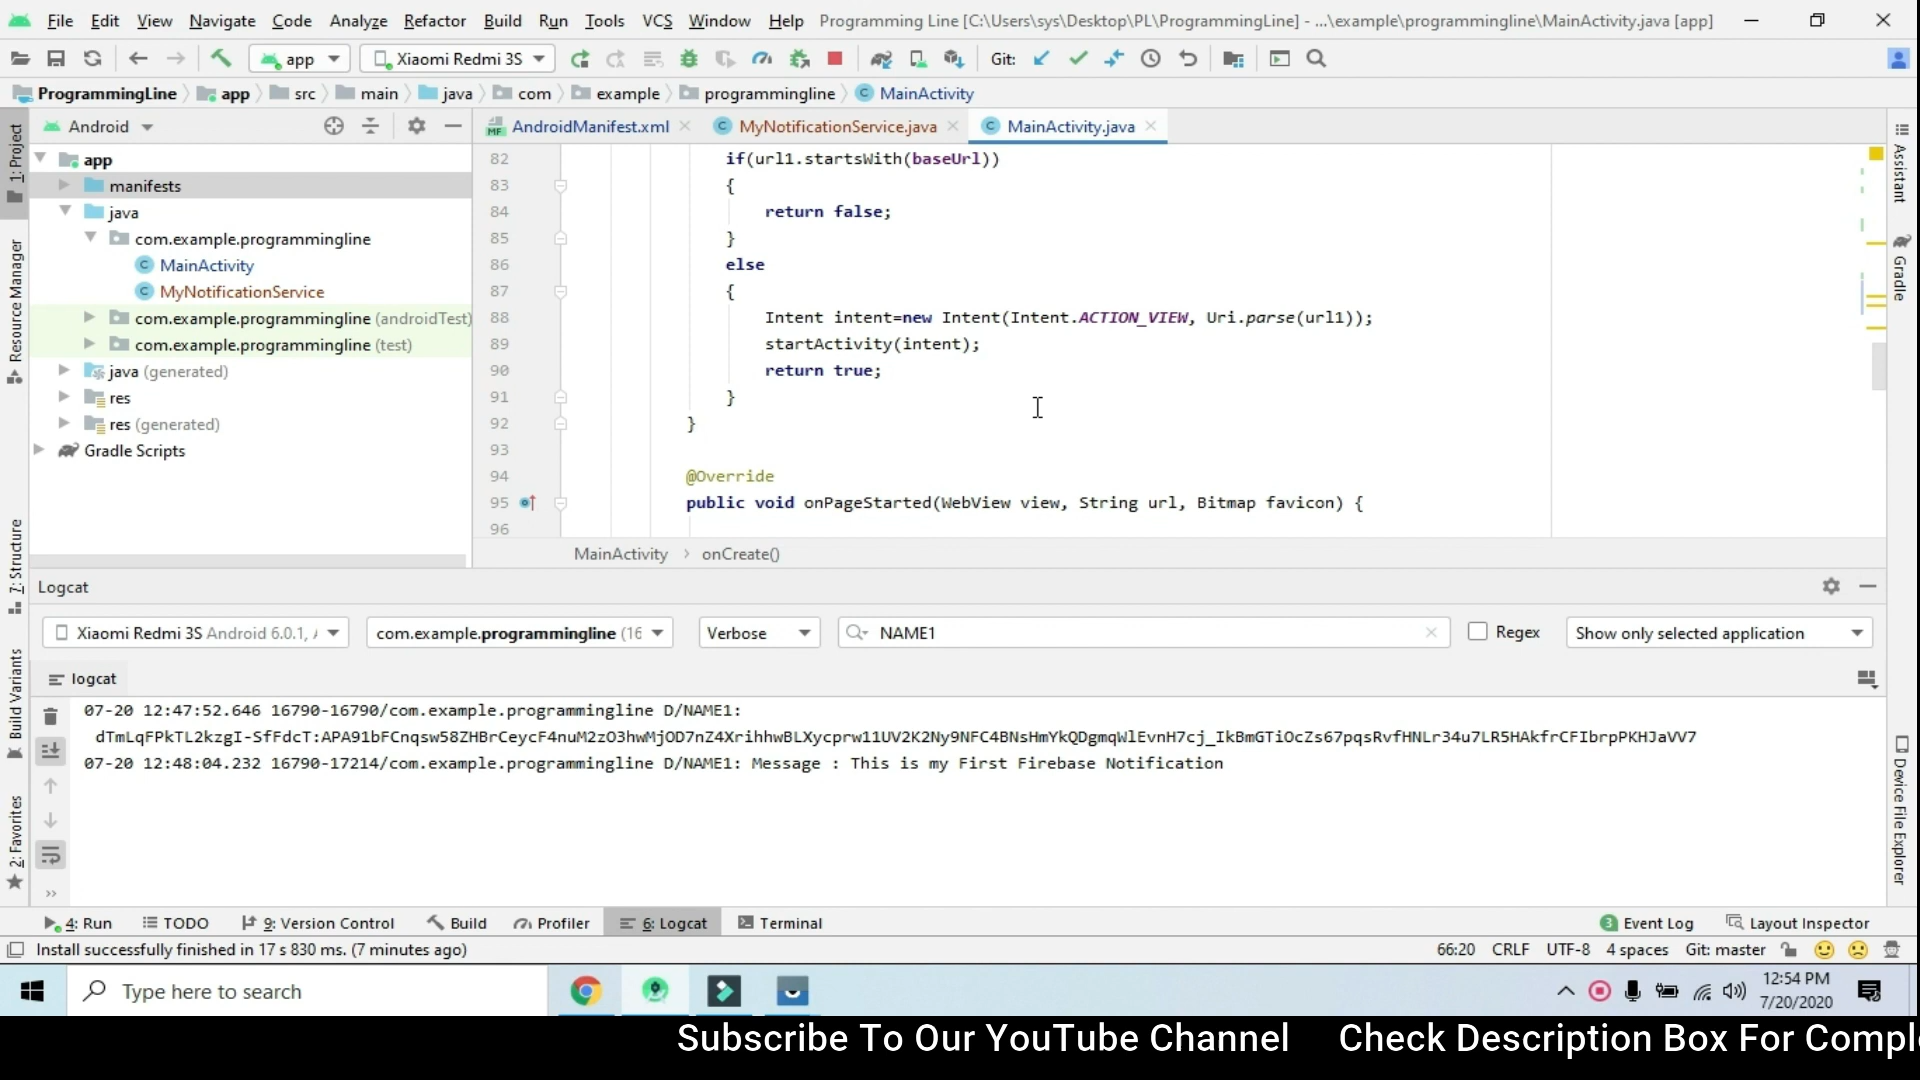 File Edit View Navigate Code Analyze Refactor Build Run Tools VCS Window Help Programming Line [C:\Users\sys\Desktop\PL\ProgrammingLine] - ...\example\programmingline\MainActivity.java [app]
app Xiaomi Redmi 3S Git:
ProgrammingLine app src main java com example programmingline MainActivity
Android AndroidManifest.xml MyNotificationService.java MainActivity.java
1: Project
Resource Manager
7: Structure
Build Variants
2: Favorites
app
manifests
java
com.example.programmingline
MainActivity
MyNotificationService
com.example.programmingline (androidTest)
com.example.programmingline (test)
java (generated)
res
res (generated)
Gradle Scripts
82 if(url1.startsWith(baseUrl))
83 {
84 return false;
85 }
86 else
87 {
88 Intent intent=new Intent(Intent.ACTION_VIEW, Uri.parse(url1));
89 startActivity(intent);
90 return true;
91 }
92 }
93
94 @Override
95 public void onPageStarted(WebView view, String url, Bitmap favicon) {
96
MainActivity › onCreate()
Assistant
Gradle
Device File Explorer
Logcat
Xiaomi Redmi 3S Android 6.0.1, com.example.programmingline (16 Verbose NAME1 Regex Show only selected application
logcat
07-20 12:47:52.646 16790-16790/com.example.programmingline D/NAME1:
07-20 12:48:04.232 16790-17214/com.example.programmingline D/NAME1: Message : This is my First Firebase Notification
4: Run TODO 9: Version Control Build Profiler 6: Logcat Terminal 3 Event Log Layout Inspector
Install successfully finished in 17 s 830 ms. (7 minutes ago) 66:20 CRLF UTF-8 4 spaces Git: master
Type here to search 12:54 PM
7/20/2020
Subscribe To Our YouTube Channel Check Description Box For Compl